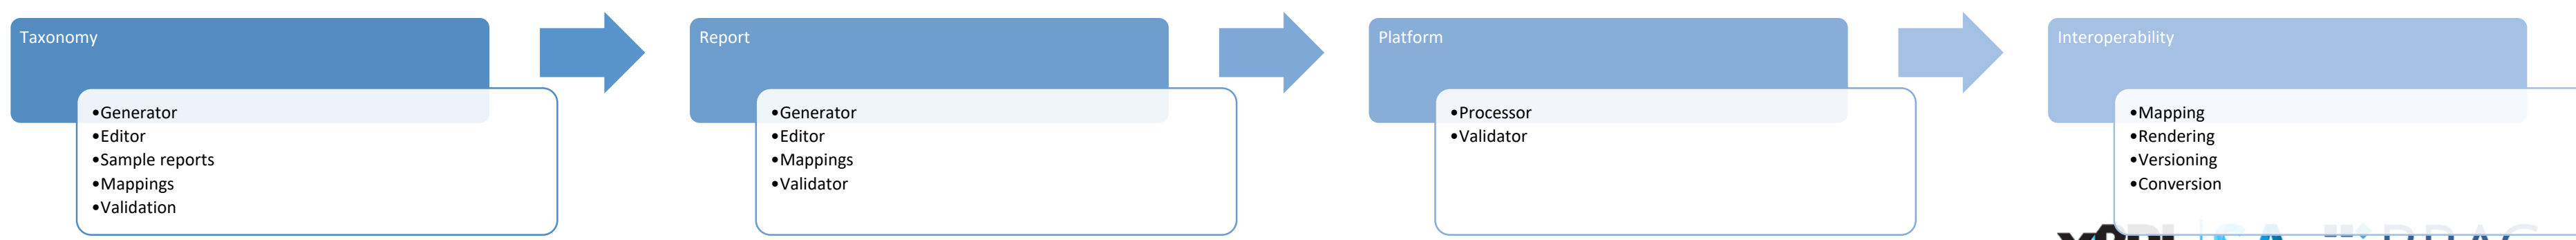 Taxonomy
•Generator
•Editor
•Sample reports
•Mappings
•Validation
Report
•Generator
•Editor
•Mappings
•Validator
Platform
•Processor
•Validator
Interoperability
•Mapping
•Rendering
•Versioning
•Conversion